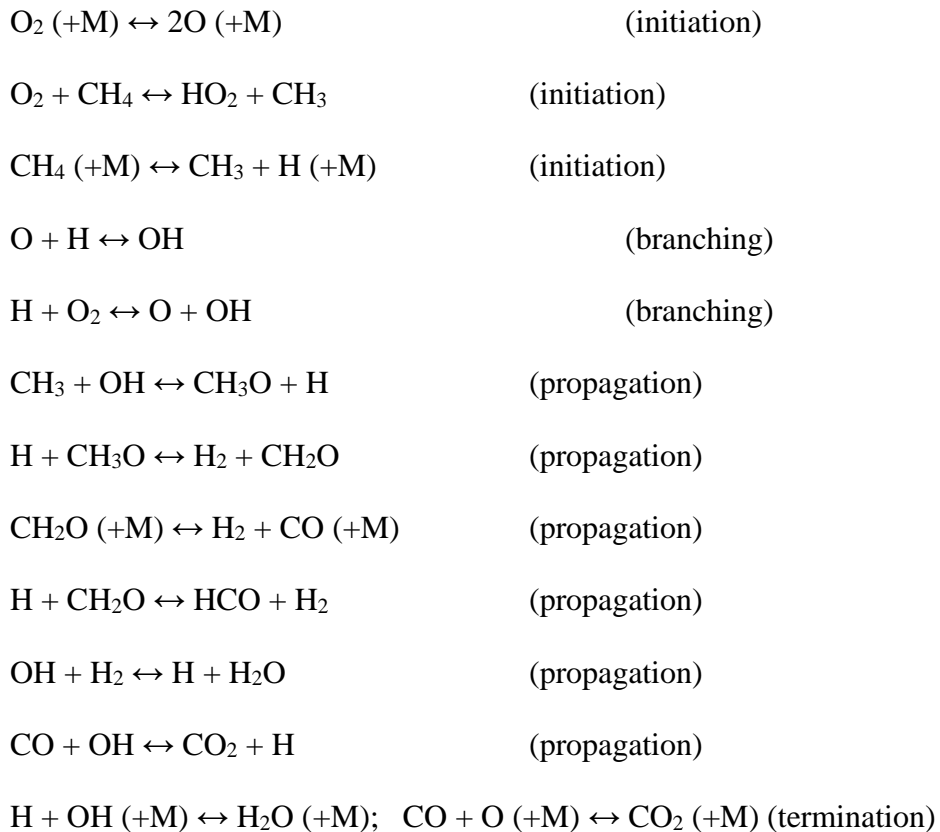 O₂ (+M) ↔ 2O (+M) (initiation)
O₂ + CH₄ ↔ HO₂ + CH₃ (initiation)
CH₄ (+M) ↔ CH₃ + H (+M) (initiation)
O + H ↔ OH (branching)
H + O₂ ↔ O + OH (branching)
CH₃ + OH ↔ CH₃O + H (propagation)
H + CH₃O ↔ H₂ + CH₂O (propagation)
CH₂O (+M) ↔ H₂ + CO (+M) (propagation)
H + CH₂O ↔ HCO + H₂ (propagation)
OH + H₂ ↔ H + H₂O (propagation)
CO + OH ↔ CO₂ + H (propagation)
H + OH (+M) ↔ H₂O (+M); CO + O (+M) ↔ CO₂ (+M) (termination)